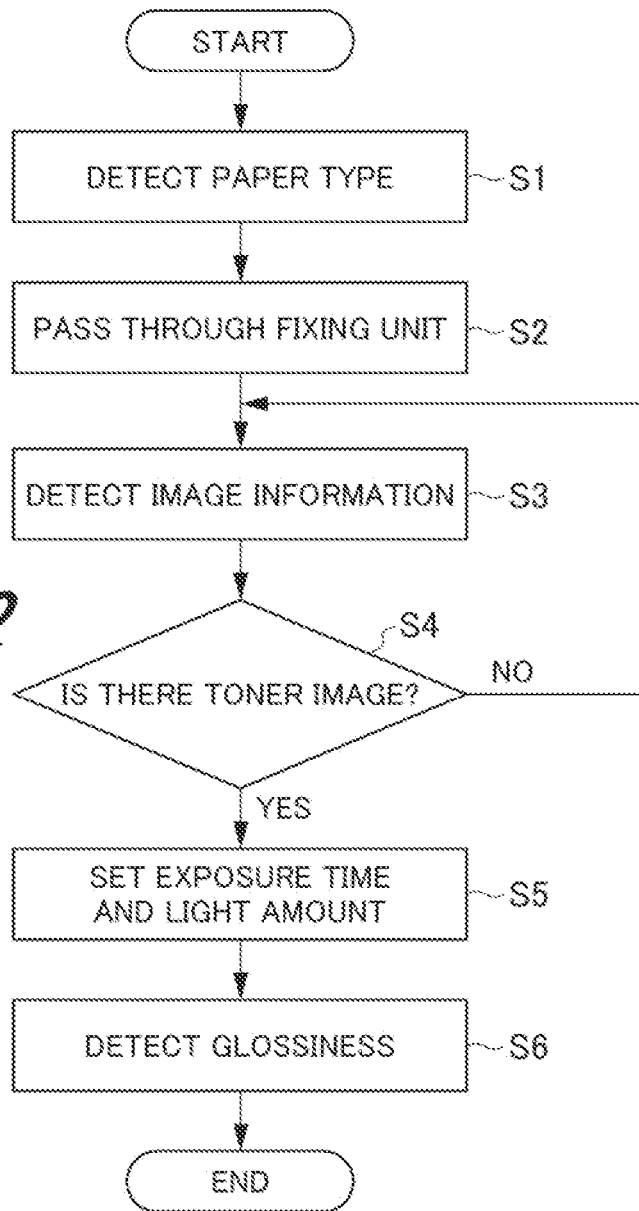 START
DETECT PAPER TYPE
S1
PASS THROUGH FIXING UNIT
S2
DETECT IMAGE INFORMATION
S3
S4
IS THERE TONER IMAGE?
NO
YES
SET EXPOSURE TIME
AND LIGHT AMOUNT
S5
DETECT GLOSSINESS
S6
END